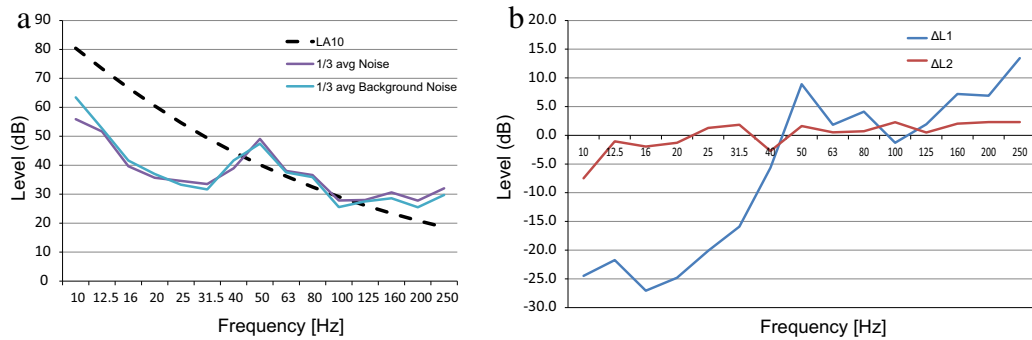 a
90
80
70
60
50
40
30
20
10
0
Level (dB)
LA10
1/3 avg Noise
1/3 avg Background Noise
10 12.5 16 20 25 31.5 40 50 63 80 100 125 160 200 250
Frequency [Hz]
b
20.0
15.0
10.0
5.0
0.0
-5.0
-10.0
-15.0
-20.0
-25.0
-30.0
Level (dB)
ΔL1
ΔL2
10 12.5 16 20 25 31.5 40 50 63 80 100 125 160 200 250
Frequency [Hz]